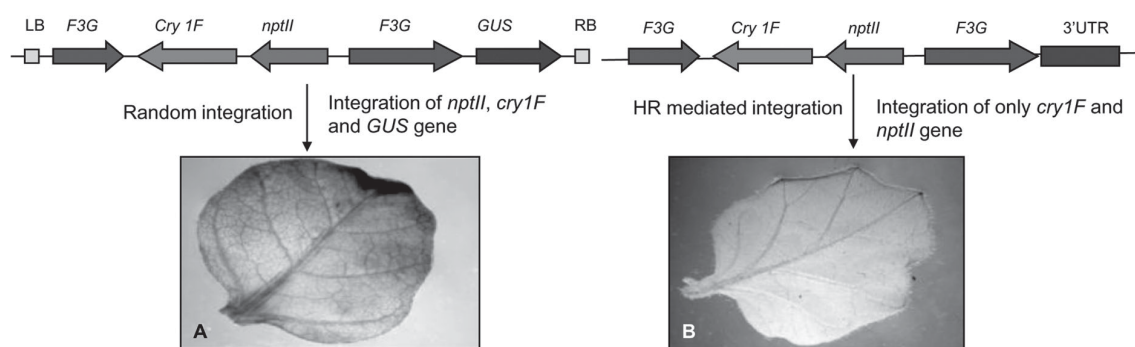 LB F3G Cry 1F nptII F3G GUS RB
F3G Cry 1F nptII F3G 3'UTR
Random integration
Integration of nptII, cry1F
and GUS gene
HR mediated integration
Integration of only cry1F and
nptII gene
A
B